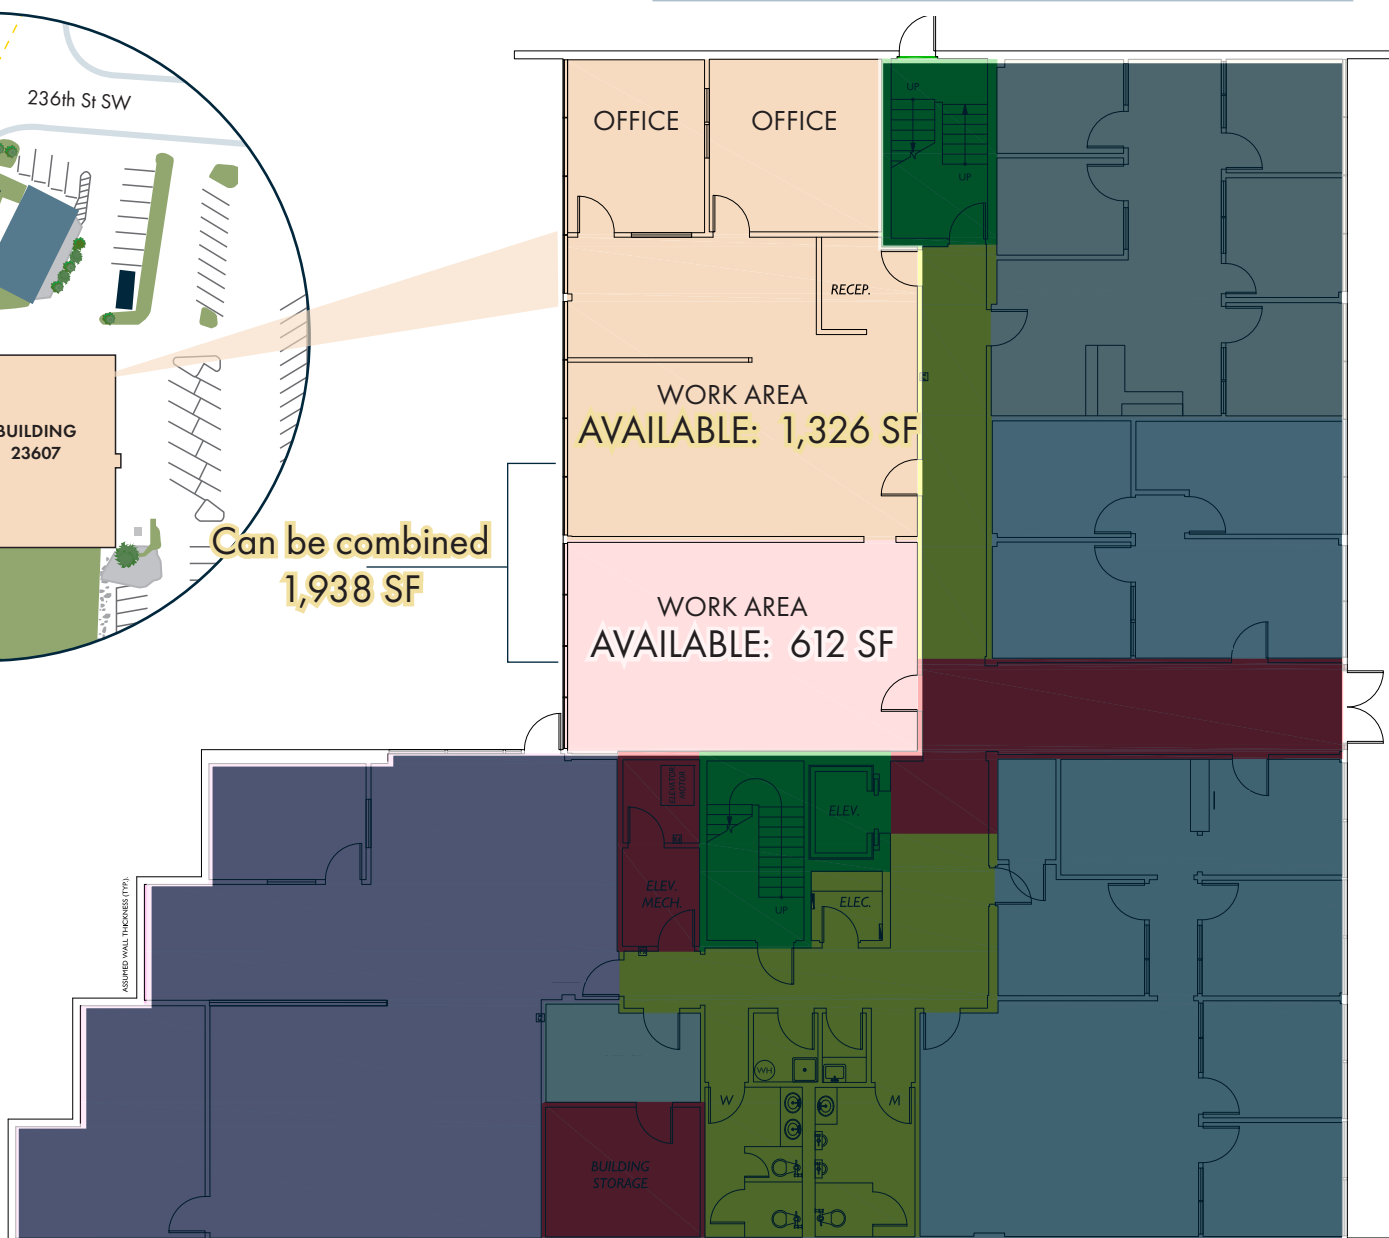 236th St SW
BUILDING
23607
OFFICE
OFFICE
UP
UP
RECEP.
WORK AREA
AVAILABLE: 1,326 SF
Can be combined
1,938 SF
WORK AREA
AVAILABLE: 612 SF
ELEVATOR
MOTOR
ELEV.
ELEV.
MECH.
ELEC.
UP
ASSUMED WALL THICKNESS (TYP.).
WH
W
M
BUILDING
STORAGE